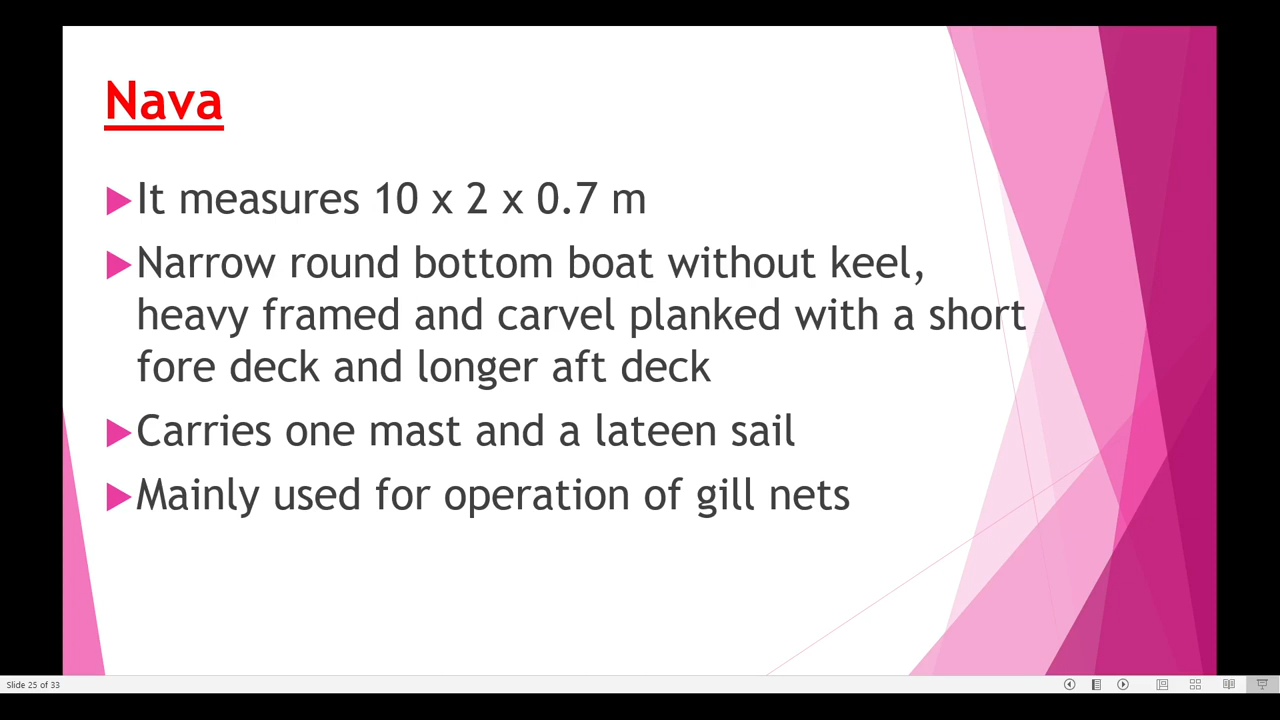 Nava
It measures 10 x 2 x 0.7 m
Narrow round bottom boat without keel,
heavy framed and carvel planked with a short
fore deck and longer aft deck
Carries one mast and a lateen sail
Mainly used for operation of gill nets
Slide 25 of 33